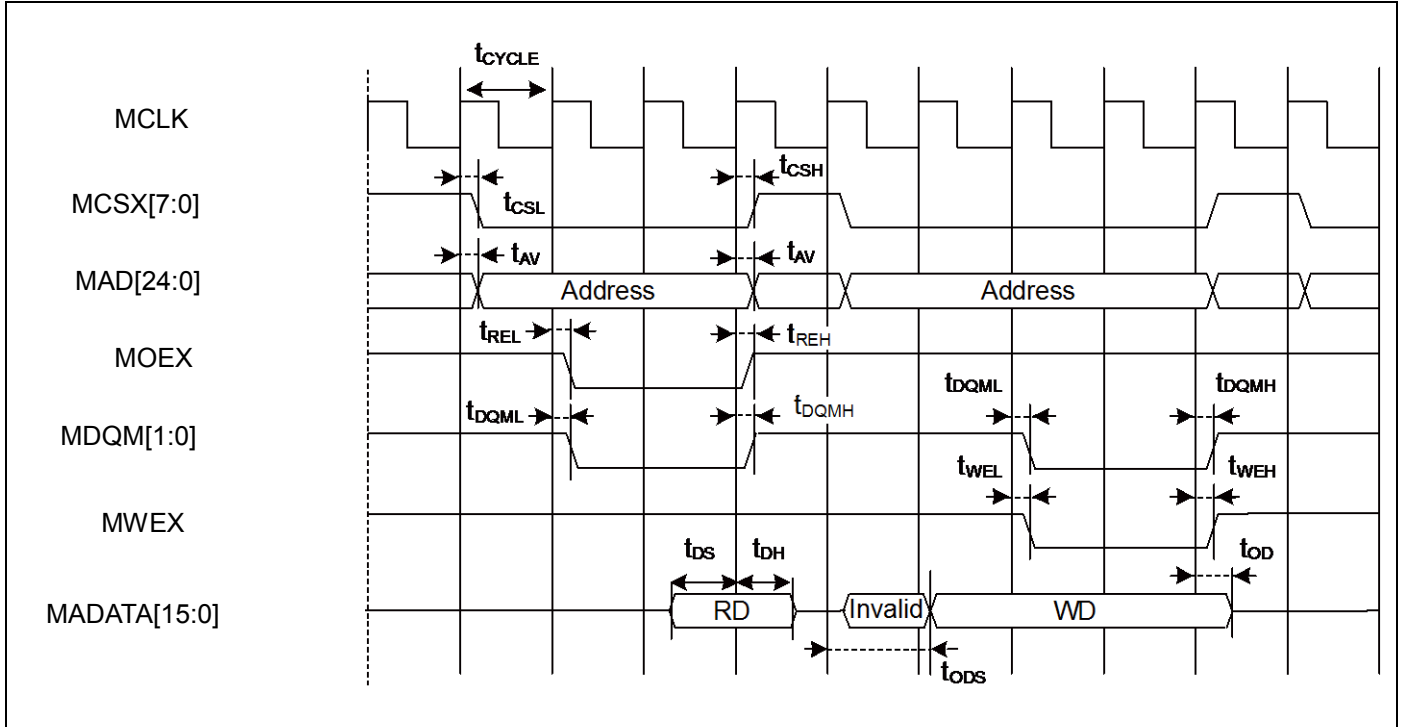 tCYCLE
MCLK
tCSH
MCSX[7:0]
tCSL
tAV tAV
MAD[24:0]
Address Address
tREL tREH
MOEX
tDQML tDQMH
tDQML tDQMH
MDQM[1:0]
tWEL tWEH
MWEX
tDS tDH tOD
MADATA[15:0] RD Invalid WD
tODS